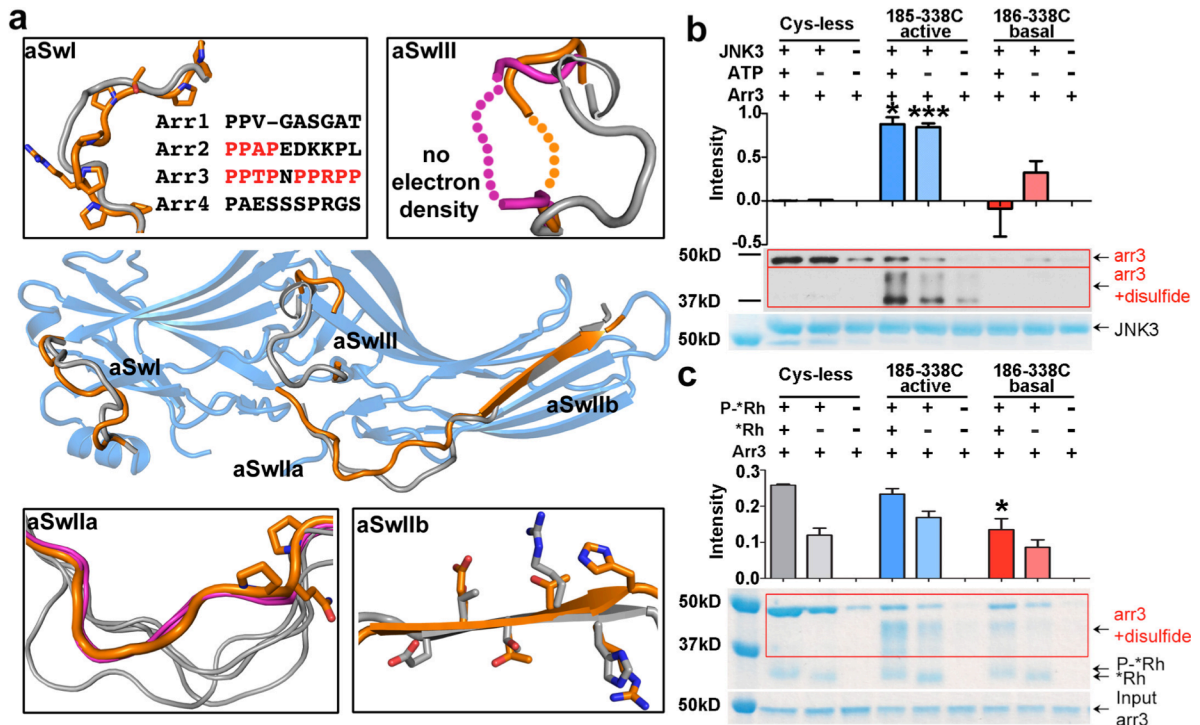 a
aSwI
Arr1 PPV-GASGAT
Arr2 PPAPEDKKPL
Arr3 PPTPNPPRPP
Arr4 PAESSSPRGS
aSwIII
no
electron
density
aSwI
aSwIII
aSwIIa
aSwIIb
aSwIIa
aSwIIb
b
Cys-less 185-338C active 186-338C basal
JNK3 + + - + + - + + -
ATP + - - + - - + - -
Arr3 + + + + + + + + +
* ***
Intensity
1.0
0.5
0.0
-0.5
50kD
arr3
arr3
+disulfide
37kD
50kD
JNK3
c
Cys-less 185-338C active 186-338C basal
P-*Rh + + - + + - + + -
*Rh + - - + - - + - -
Arr3 + + + + + + + + +
*
Intensity
0.3
0.2
0.1
0.0
50kD
arr3
+disulfide
37kD
P-*Rh
*Rh
50kD
Input
arr3